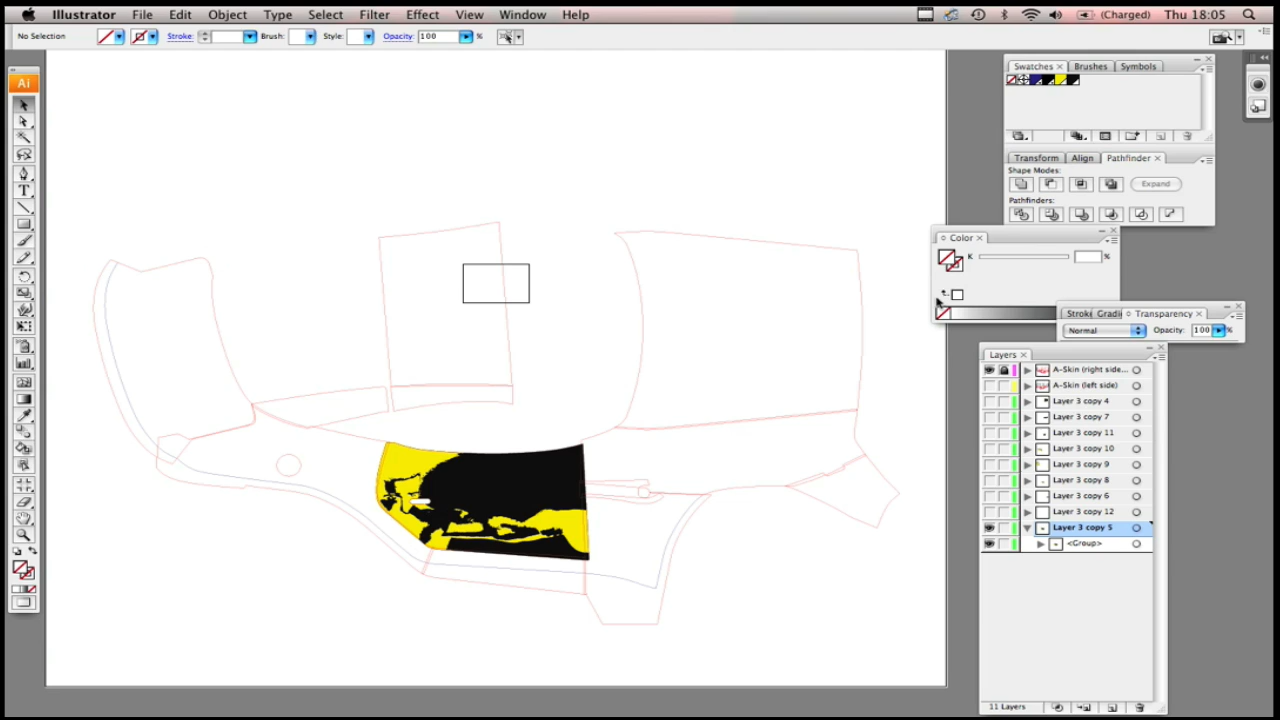 Illustrator File Edit Object Type Select Filter Effect View Window Help (Charged) Thu 18:05
No Selection Stroke: Brush: Style: Opacity: 100 %
Ai
Swatches Brushes Symbols
Transform Align Pathfinder
Shape Modes:
Expand
Pathfinders:
Color
K %
Stroke Gradi Transparency
Normal Opacity: 100 %
Layers
A-Skin (right side...
A-Skin (left side)
Layer 3 copy 4
Layer 3 copy 7
Layer 3 copy 11
Layer 3 copy 10
Layer 3 copy 9
Layer 3 copy 8
Layer 3 copy 6
Layer 3 copy 12
Layer 3 copy 5
<Group>
11 Layers